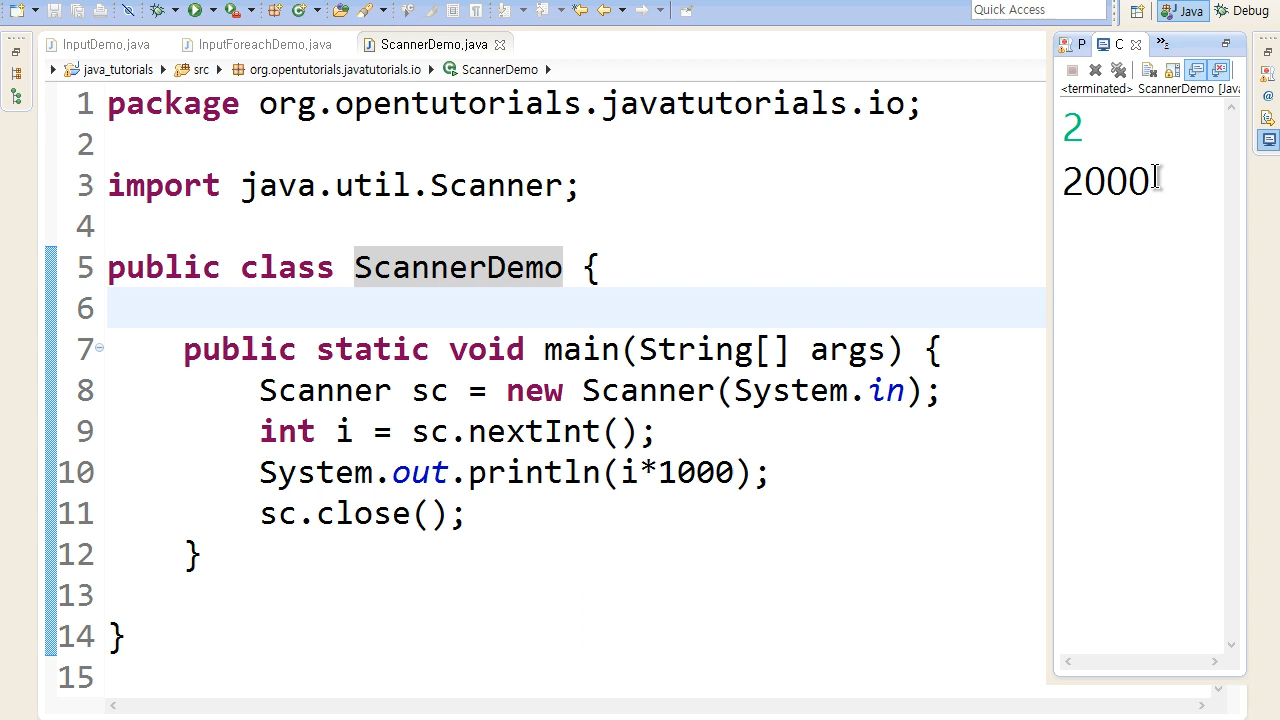 Quick Access
Java
Debug
InputDemo.java
InputForeachDemo.java
ScannerDemo.java
P
C
java_tutorials
src
org.opentutorials.javatutorials.io
ScannerDemo
<terminated> ScannerDemo [Java
1 package org.opentutorials.javatutorials.io;
2
3 import java.util.Scanner;
4
5 public class ScannerDemo {
6
7 public static void main(String[] args) {
8 Scanner sc = new Scanner(System.in);
9 int i = sc.nextInt();
10 System.out.println(i*1000);
11 sc.close();
12 }
13
14 }
15
2
2000